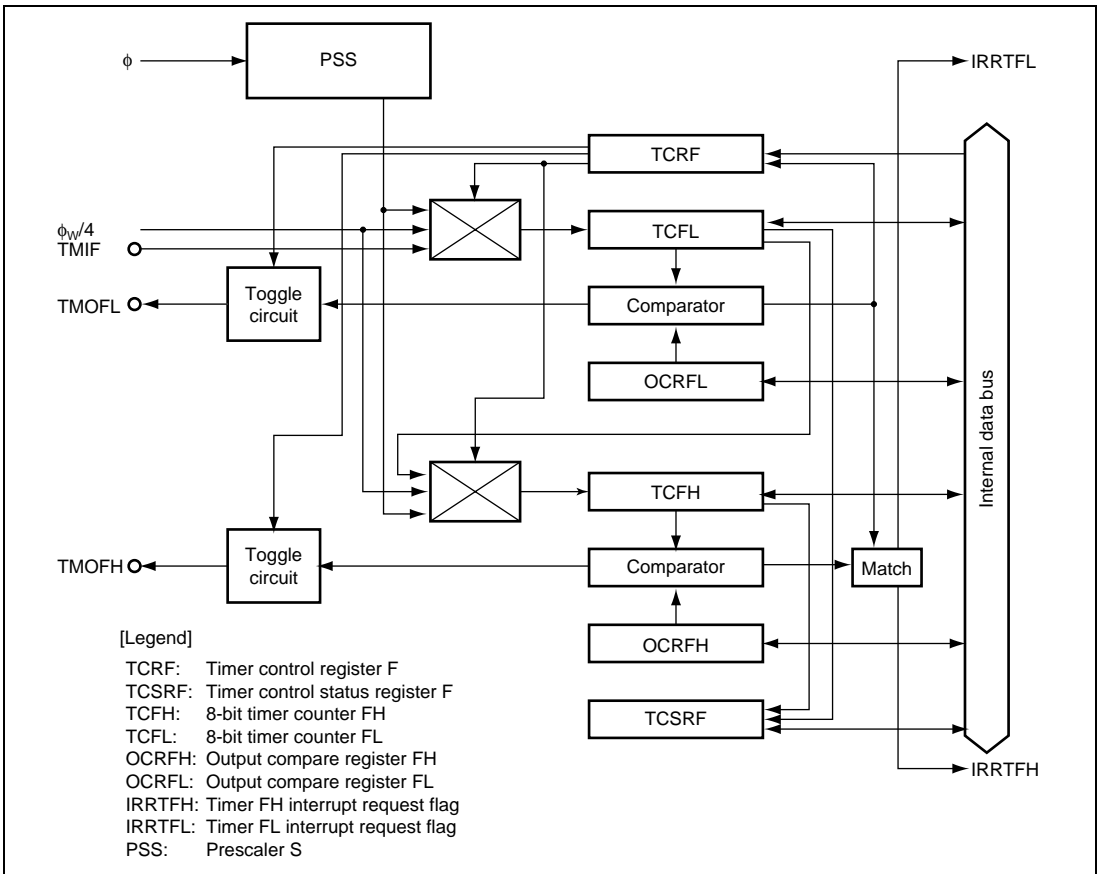 ϕ
PSS
IRRTFL
TCRF
ϕW/4
TMIF
TCFL
TMOFL
Toggle
circuit
Comparator
OCRFL
Internal data bus
TCFH
TMOFH
Toggle
circuit
Comparator
Match
OCRFH
TCSRF
IRRTFH
[Legend]
TCRF: Timer control register F
TCSRF: Timer control status register F
TCFH: 8-bit timer counter FH
TCFL: 8-bit timer counter FL
OCRFH: Output compare register FH
OCRFL: Output compare register FL
IRRTFH: Timer FH interrupt request flag
IRRTFL: Timer FL interrupt request flag
PSS: Prescaler S